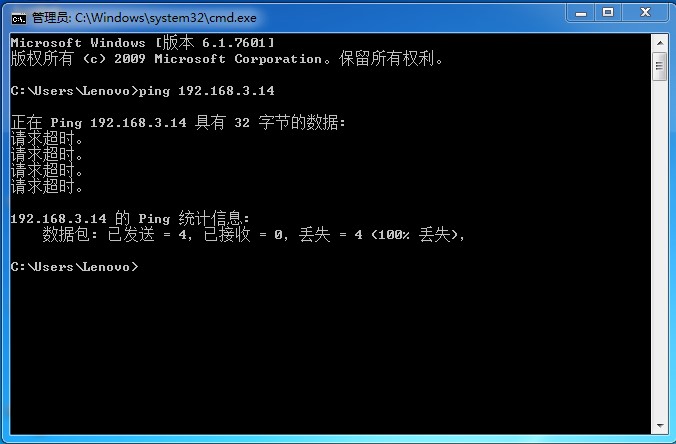 管理员: C:\Windows\system32\cmd.exe
Microsoft Windows [版本 6.1.7601]
版权所有 (c) 2009 Microsoft Corporation。保留所有权利。
C:\Users\Lenovo>ping 192.168.3.14
正在 Ping 192.168.3.14 具有 32 字节的数据:
请求超时。
请求超时。
请求超时。
请求超时。
192.168.3.14 的 Ping 统计信息:
数据包: 已发送 = 4, 已接收 = 0, 丢失 = 4 (100% 丢失),
C:\Users\Lenovo>